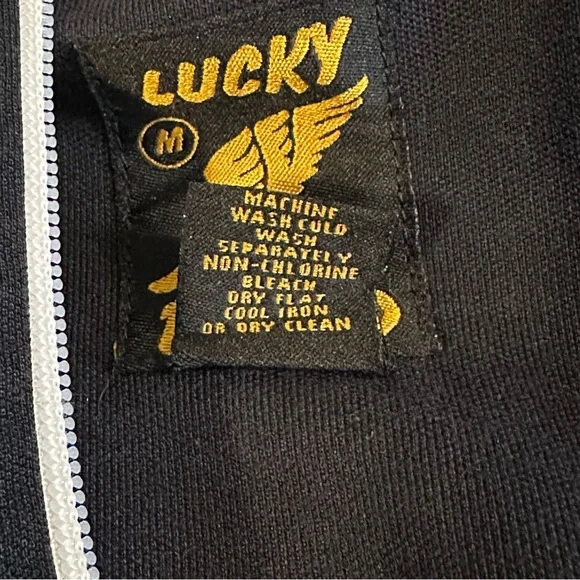 LUCKY
M
MACHINE
WASH COLD
WASH
SEPARATELY
NON-CHLORINE
BLEACH
DRY FLAT
COOL IRON
OR DRY CLEAN